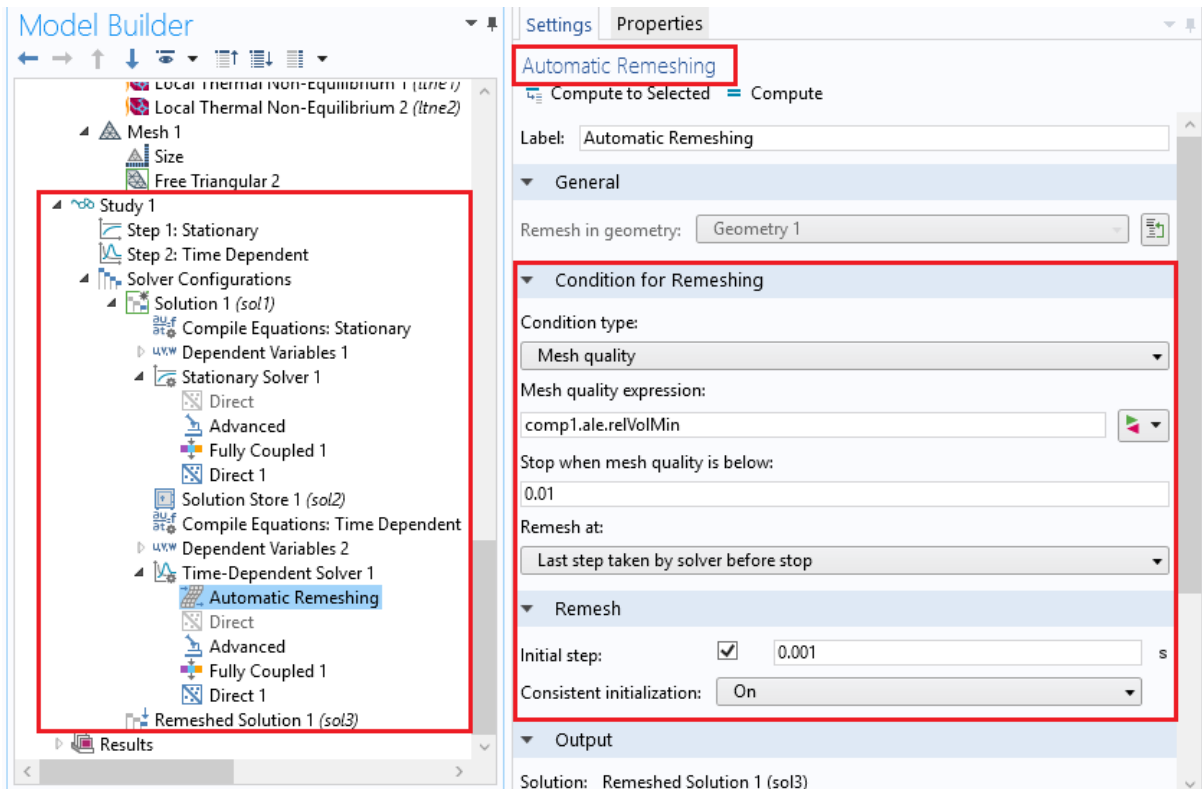 Model Builder
Local Thermal Non-Equilibrium 1 (ltne1)
Local Thermal Non-Equilibrium 2 (ltne2)
Mesh 1
Size
Free Triangular 2
Study 1
Step 1: Stationary
Step 2: Time Dependent
Solver Configurations
Solution 1 (sol1)
Compile Equations: Stationary
Dependent Variables 1
Stationary Solver 1
Direct
Advanced
Fully Coupled 1
Direct 1
Solution Store 1 (sol2)
Compile Equations: Time Dependent
Dependent Variables 2
Time-Dependent Solver 1
Automatic Remeshing
Direct
Advanced
Fully Coupled 1
Direct 1
Remeshed Solution 1 (sol3)
Results
Settings Properties
Automatic Remeshing
Compute to Selected = Compute
Label: Automatic Remeshing
General
Remesh in geometry: Geometry 1
Condition for Remeshing
Condition type:
Mesh quality
Mesh quality expression:
comp1.ale.relVolMin
Stop when mesh quality is below:
0.01
Remesh at:
Last step taken by solver before stop
Remesh
Initial step: 0.001 s
Consistent initialization: On
Output
Solution: Remeshed Solution 1 (sol3)